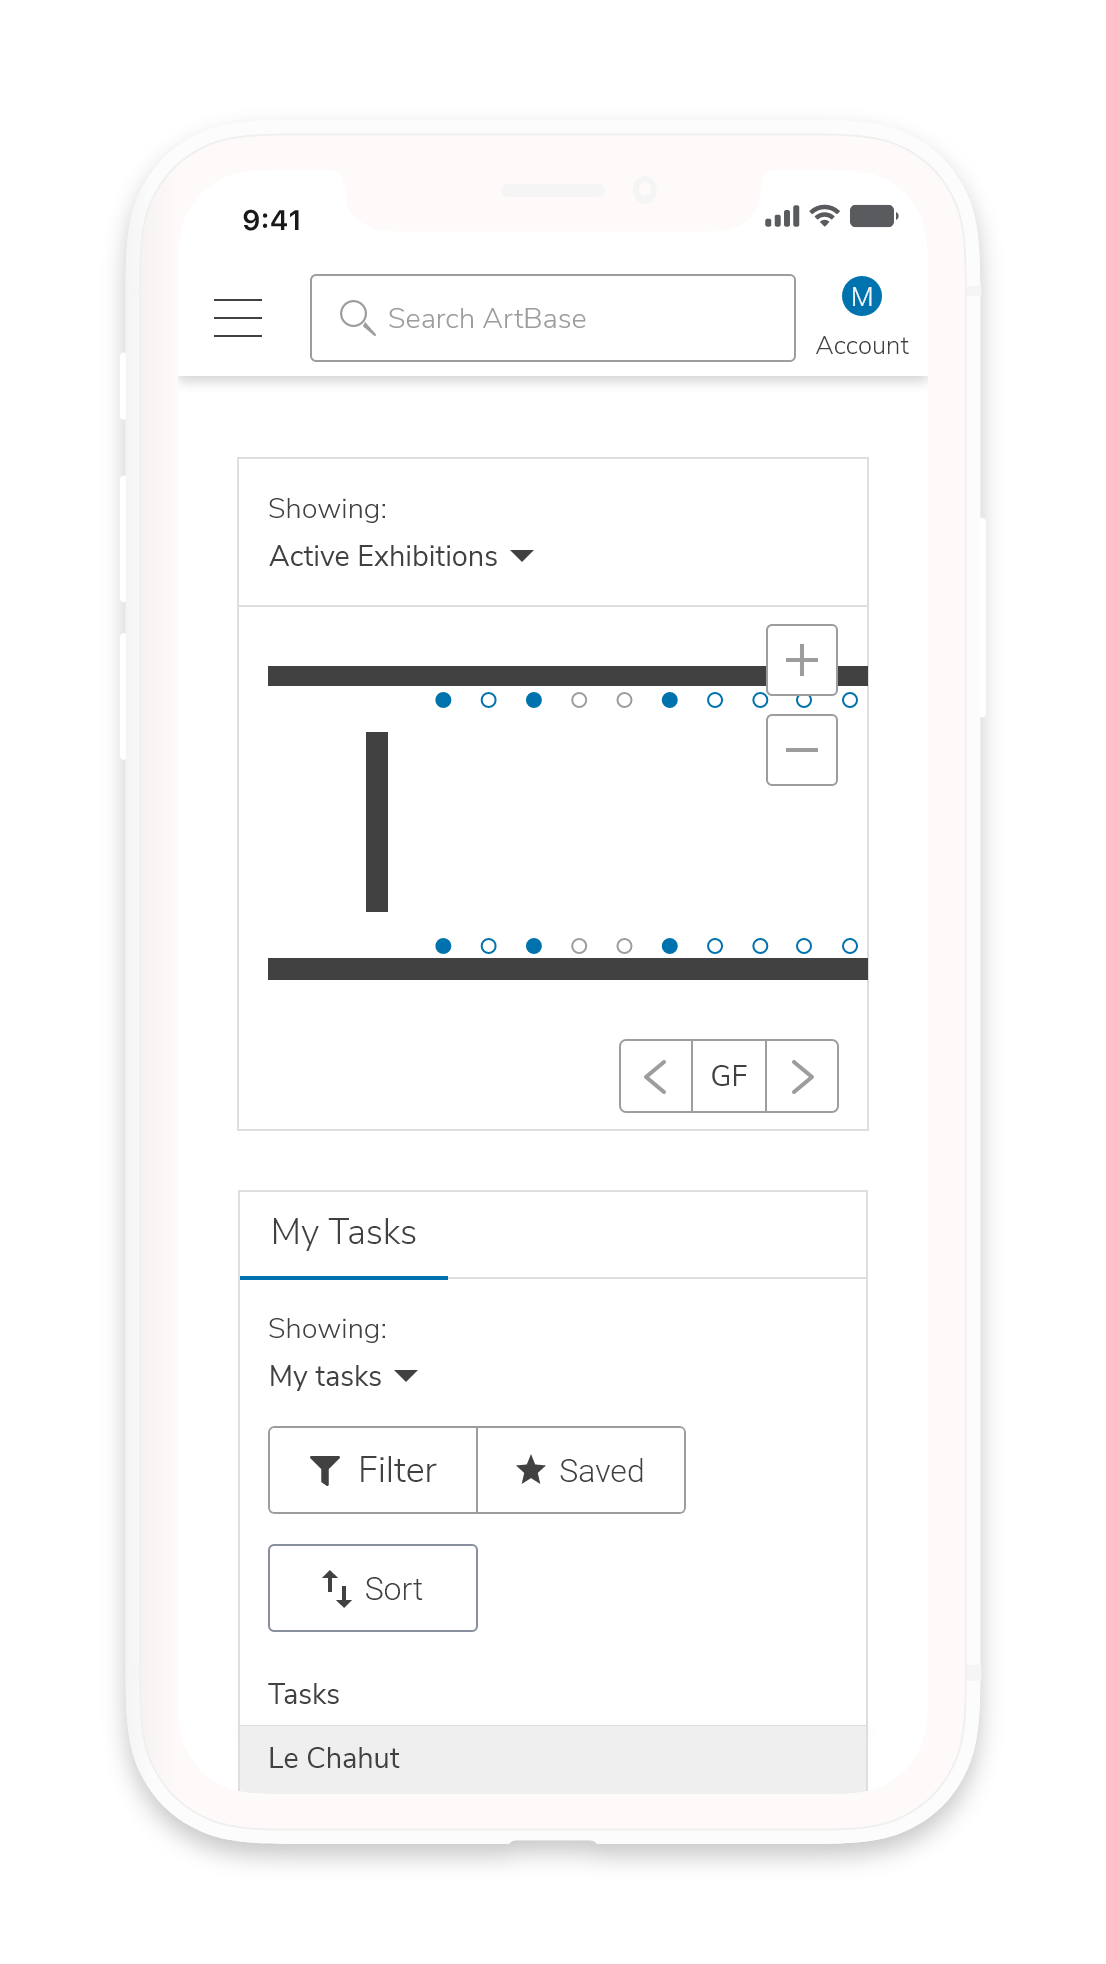 9:41
Search ArtBase
M
Account
Showing:
Active Exhibitions
GF
My Tasks
Showing:
My tasks
Filter
Saved
Sort
Tasks
Le Chahut